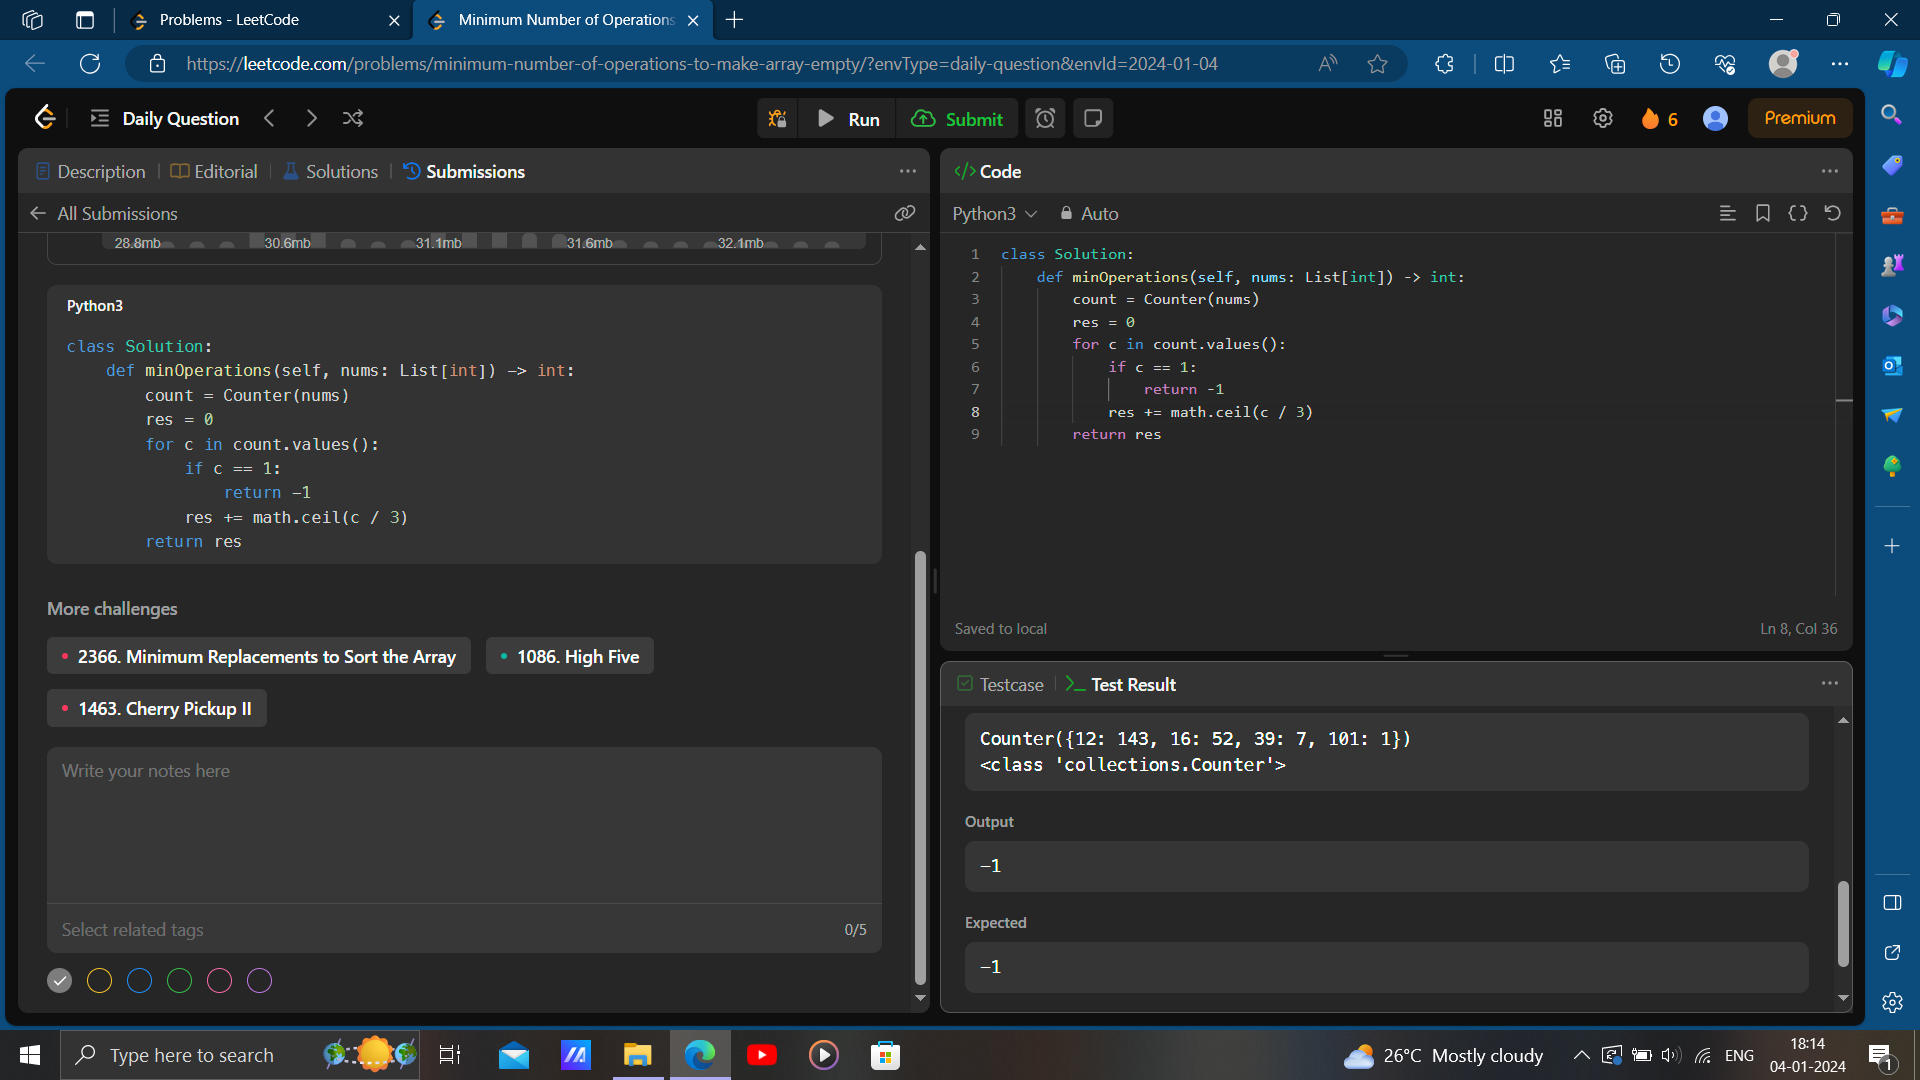 Problems - LeetCode
Minimum Number of Operations
https://leetcode.com/problems/minimum-number-of-operations-to-make-array-empty/?envType=daily-question&envId=2024-01-04
Daily Question
Run
Submit
6
Premium
Description
Editorial
Solutions
Submissions
All Submissions
28.8mb
30.6mb
31.1mb
31.6mb
32.1mb
Python3
class Solution:
    def minOperations(self, nums: List[int]) -> int:
        count = Counter(nums)
        res = 0
        for c in count.values():
            if c == 1:
                return -1
            res += math.ceil(c / 3)
        return res
More challenges
2366. Minimum Replacements to Sort the Array
1086. High Five
1463. Cherry Pickup II
Write your notes here
Select related tags
0/5
Code
Python3
Auto
1 class Solution:
2     def minOperations(self, nums: List[int]) -> int:
3         count = Counter(nums)
4         res = 0
5         for c in count.values():
6             if c == 1:
7                 return -1
8             res += math.ceil(c / 3)
9         return res
Saved to local
Ln 8, Col 36
Testcase
Test Result
Counter({12: 143, 16: 52, 39: 7, 101: 1})
<class 'collections.Counter'>
Output
-1
Expected
-1
Type here to search
26°C Mostly cloudy
ENG
18:14
04-01-2024
1